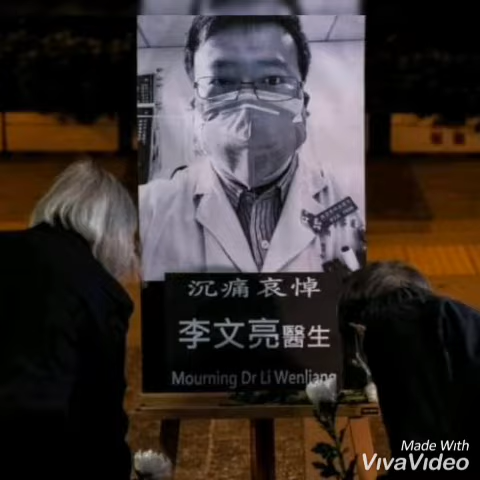 沉痛哀悼
李文亮醫生
Mourning Dr Li Wenliang
Made With
VivaVideo